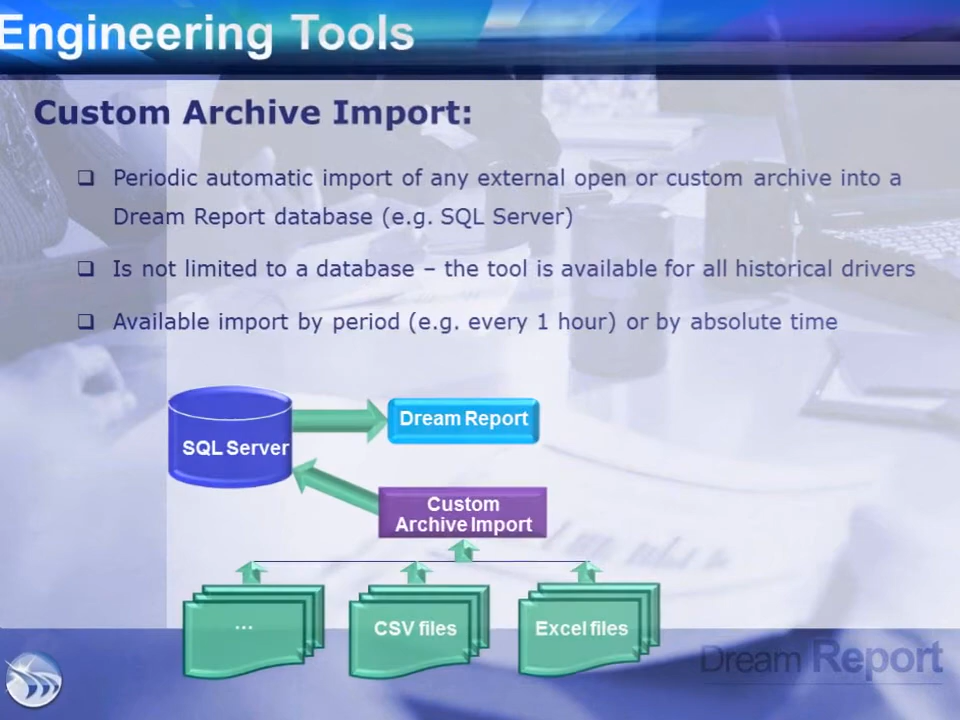 Engineering Tools
Custom Archive Import:
❑ Periodic automatic import of any external open or custom archive into a
Dream Report database (e.g. SQL Server)
❑ Is not limited to a database – the tool is available for all historical drivers
❑ Available import by period (e.g. every 1 hour) or by absolute time
Dream Report
SQL Server
Custom
Archive Import
...
CSV files
Excel files
Dream Report